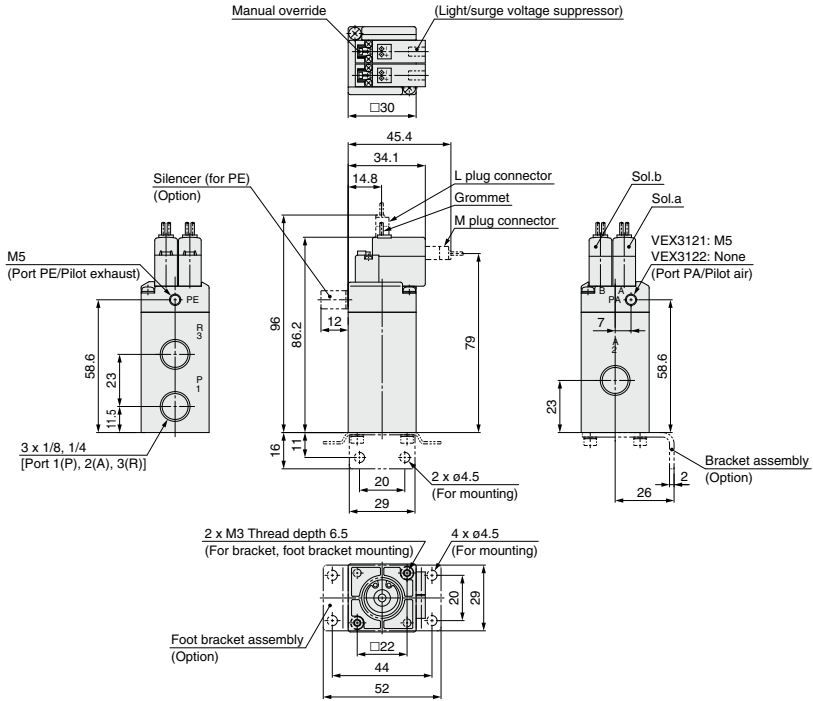 Manual override
(Light/surge voltage suppressor)
□30
45.4
34.1
14.8
Silencer (for PE)
(Option)
L plug connector
Grommet
M plug connector
Sol.b
Sol.a
M5
(Port PE/Pilot exhaust)
VEX3121: M5
VEX3122: None
(Port PA/Pilot air)
PE
B A
PA
R
3
P
1
A
2
12
7
58.6
23
11.5
96
86.2
79
58.6
23
16
11
3 x 1/8, 1/4
[Port 1(P), 2(A), 3(R)]
20
29
2 x ø4.5
(For mounting)
Bracket assembly
(Option)
2
26
2 x M3 Thread depth 6.5
(For bracket, foot bracket mounting)
4 x ø4.5
(For mounting)
20
29
Foot bracket assembly
(Option)
□22
44
52